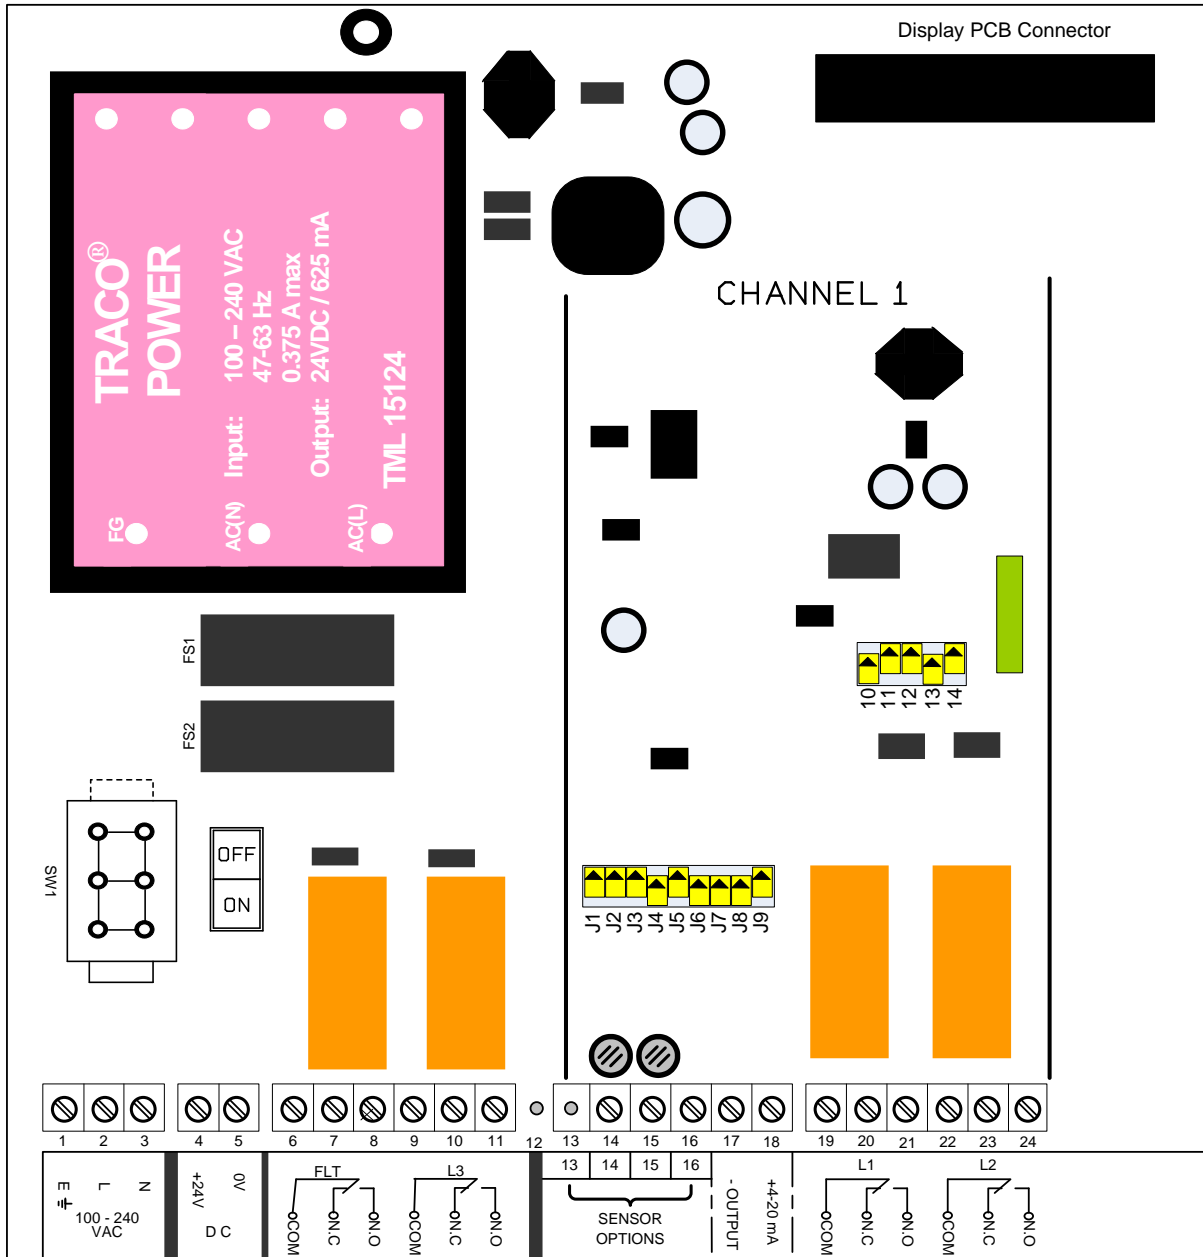 Display PCB Connector
TRACO®
POWER
Input: 100 – 240 VAC
47-63 Hz
0.375 A max
Output: 24VDC / 625 mA
TML 15124
FG
AC(N)
AC(L)
CHANNEL 1
FS1
FS2
10 11 12 13 14
SW1
OFF
ON
J1 J2 J3 J4 J5 J6 J7 J8 J9
1 2 3 4 5 6 7 8 9 10 11 12 13 14 15 16 17 18 19 20 21 22 23 24
E L N
100 - 240
VAC
+24V 0V
D C
FLT
COM N.C N.O
L3
COM N.C N.O
13 14 15 16
SENSOR
OPTIONS
- OUTPUT
+4-20 mA
L1
COM N.C N.O
L2
COM N.C N.O